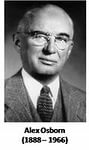 Alex Osborn
(1888 – 1966)